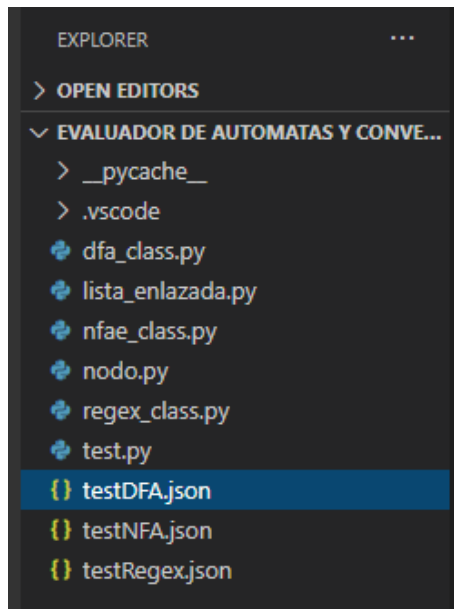 EXPLORER ...
> OPEN EDITORS
EVALUADOR DE AUTOMATAS Y CONVE...
> __pycache__
> .vscode
dfa_class.py
lista_enlazada.py
nfae_class.py
nodo.py
regex_class.py
test.py
{} testDFA.json
{} testNFA.json
{} testRegex.json